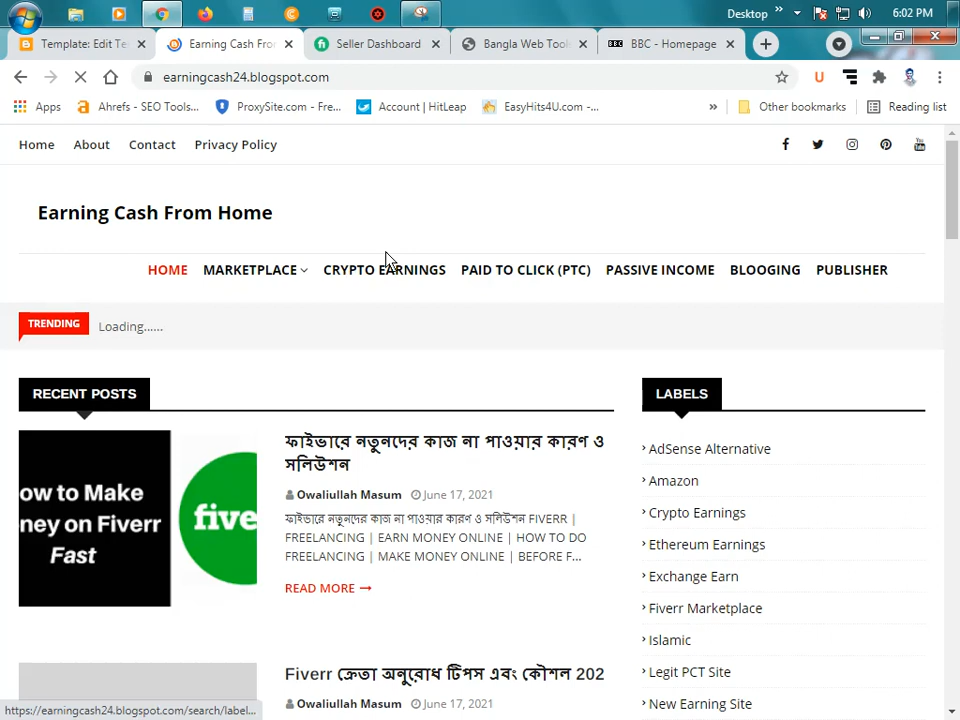 Desktop
»
6:02 PM
Template: Edit Te
Earning Cash Fro
Seller Dashboard
Bangla Web Tools
BBC - Homepage
earningcash24.blogspot.com
Apps
Ahrefs - SEO Tools...
ProxySite.com - Fre...
Account | HitLeap
EasyHits4U.com -...
»
Other bookmarks
Reading list
Home
About
Contact
Privacy Policy
Earning Cash From Home
HOME
MARKETPLACE
CRYPTO EARNINGS
PAID TO CLICK (PTC)
PASSIVE INCOME
BLOOGING
PUBLISHER
TRENDING
Loading......
RECENT POSTS
ow to Make
ney on Fiverr
Fast
five
ফাইভারে নতুনদের কাজ না পাওয়ার কারণ ও
সলিউশন
Owaliullah Masum
June 17, 2021
ফাইভারে নতুনদের কাজ না পাওয়ার কারণ ও সলিউশন FIVERR |
FREELANCING | EARN MONEY ONLINE | HOW TO DO
FREELANCING | MAKE MONEY ONLINE | BEFORE F...
READ MORE
Fiverr ক্রেতা অনুরোধ টিপস এবং কৌশল 202
Owaliullah Masum
June 17, 2021
LABELS
AdSense Alternative
Amazon
Crypto Earnings
Ethereum Earnings
Exchange Earn
Fiverr Marketplace
Islamic
Legit PCT Site
New Earning Site
https://earningcash24.blogspot.com/search/label...